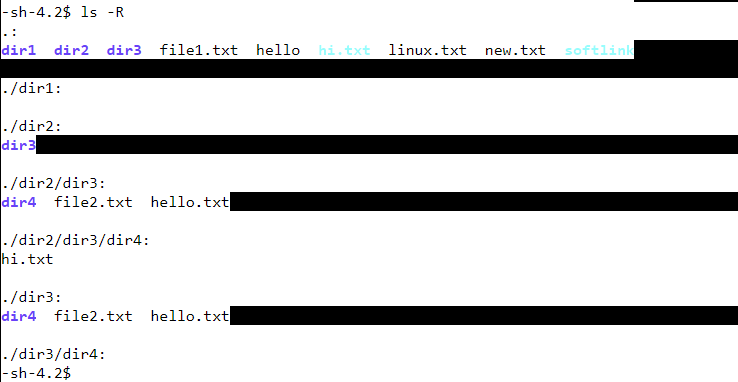 -sh-4.2$ ls -R
.:
dir1  dir2  dir3  file1.txt  hello  hi.txt  linux.txt  new.txt  softlink
./dir1:
./dir2:
dir3
./dir2/dir3:
dir4  file2.txt  hello.txt
./dir2/dir3/dir4:
hi.txt
./dir3:
dir4  file2.txt  hello.txt
./dir3/dir4:
-sh-4.2$